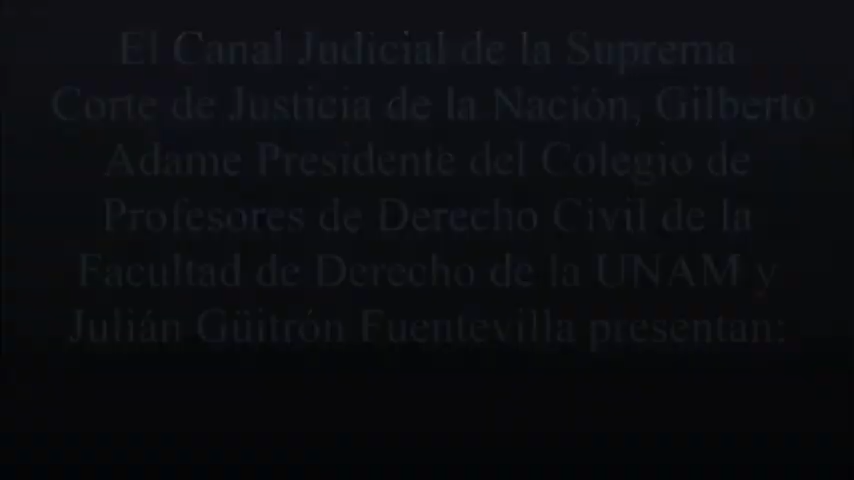 El Canal Judicial de la Suprema
Corte de Justicia de la Nación, Gilberto
Adame Presidente del Colegio de
Profesores de Derecho Civil de la
Facultad de Derecho de la UNAM y
Julián Güitrón Fuentevilla presentan: